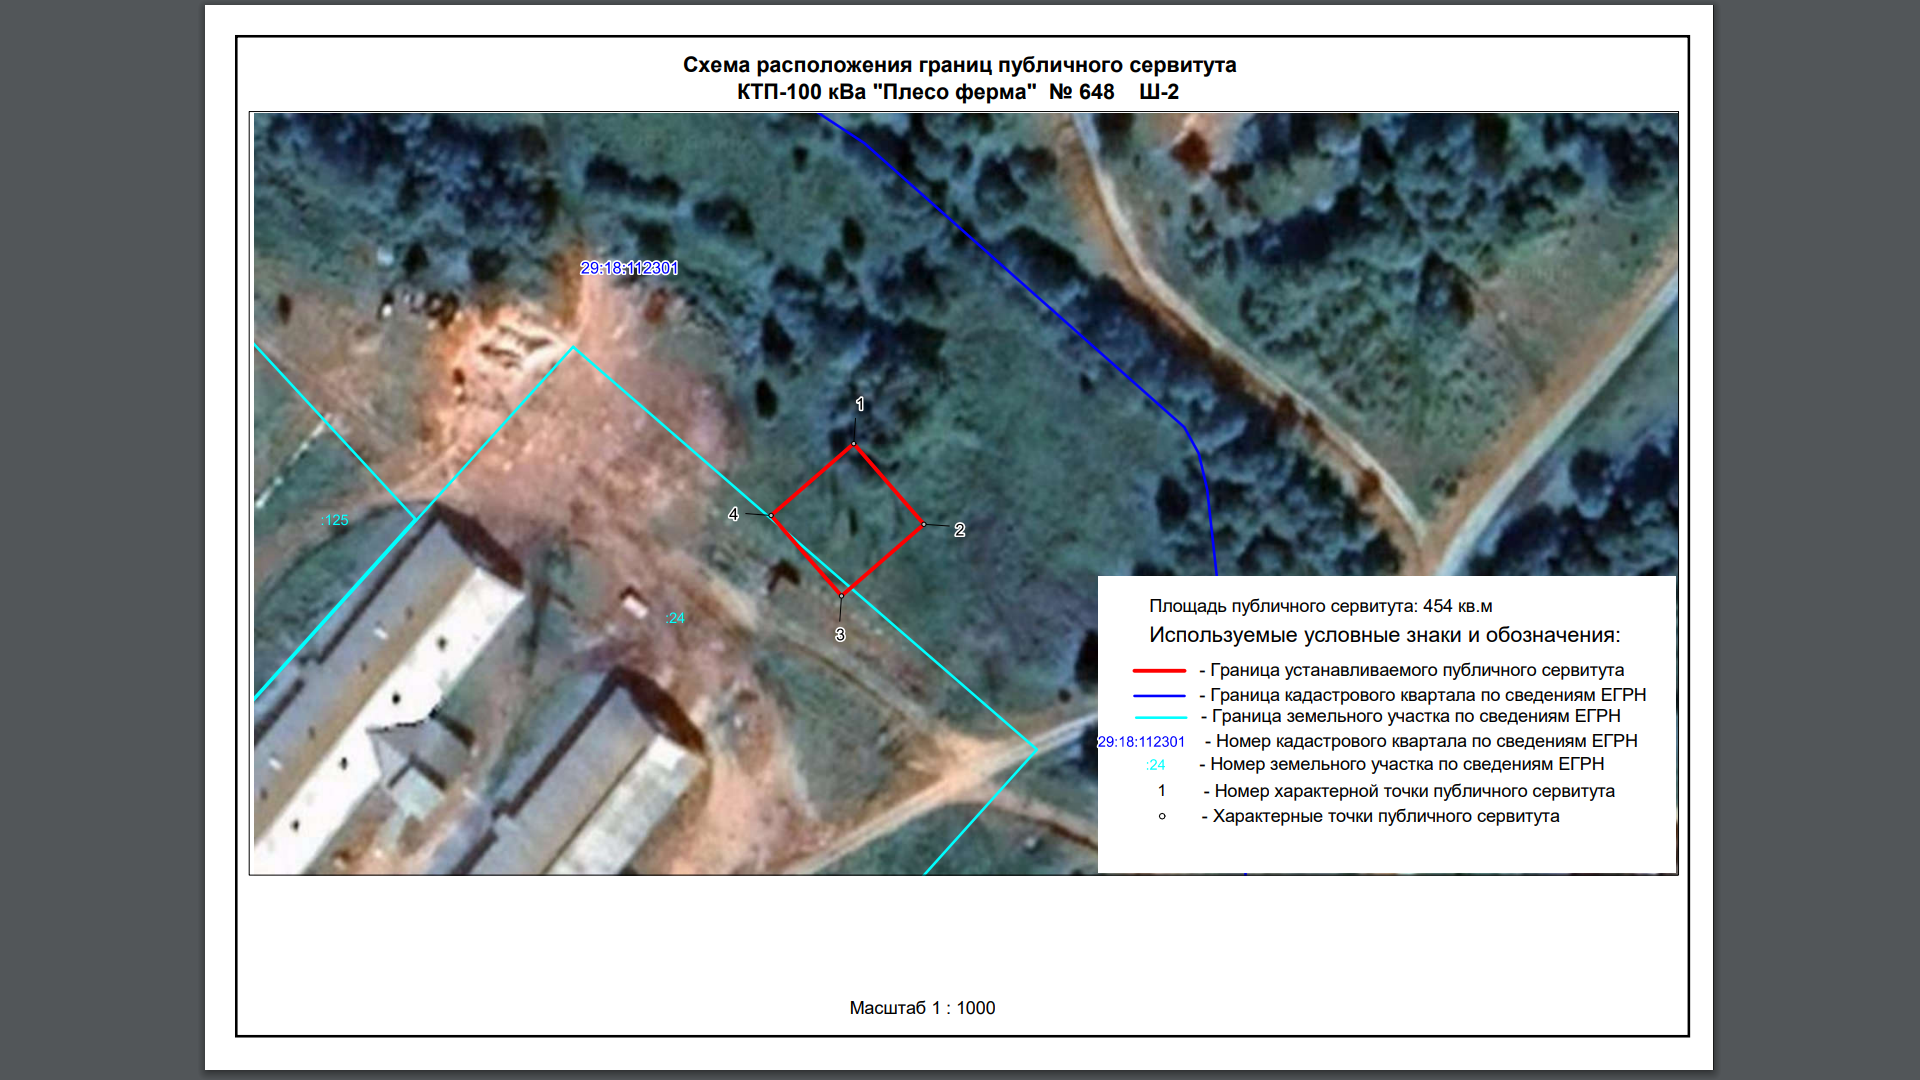 Схема расположения границ публичного сервитута
КТП-100 кВа "Плесо ферма" № 648 Ш-2
29:18:112301
1
:125
4
2
:24
3
Площадь публичного сервитута: 454 кв.м
Используемые условные знаки и обозначения:
- Граница устанавливаемого публичного сервитута
- Граница кадастрового квартала по сведениям ЕГРН
- Граница земельного участка по сведениям ЕГРН
29:18:112301 - Номер кадастрового квартала по сведениям ЕГРН
:24 - Номер земельного участка по сведениям ЕГРН
1 - Номер характерной точки публичного сервитута
- Характерные точки публичного сервитута
Масштаб 1 : 1000